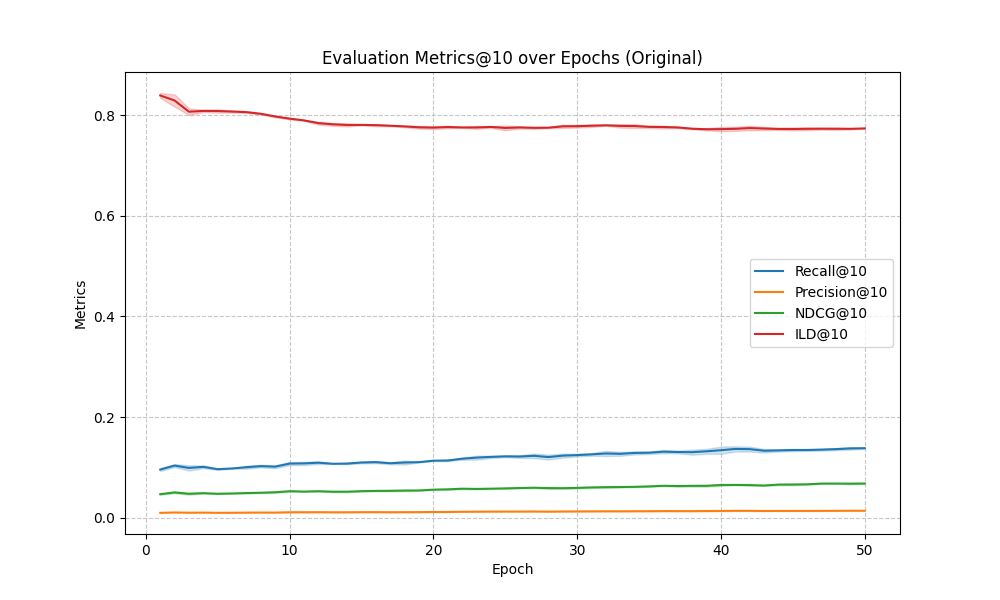 Evaluation Metrics@10 over Epochs (Original)
Metrics
0.8
0.6
0.4
0.2
0.0
Recall@10
Precision@10
NDCG@10
ILD@10
0 10 20 30 40 50
Epoch